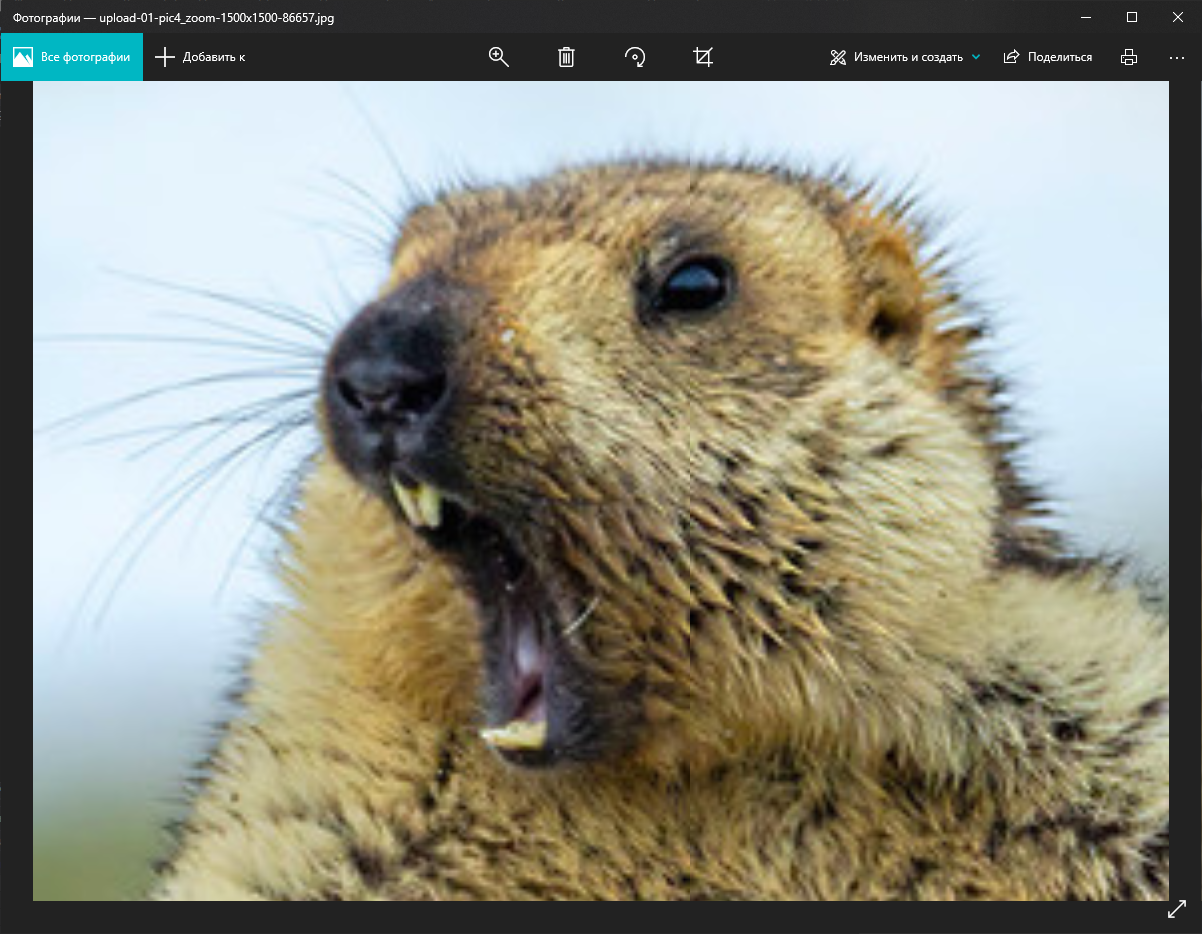 Фотографии — upload-01-pic4_zoom-1500x1500-86657.jpg
Все фотографии
Добавить к
Изменить и создать
Поделиться